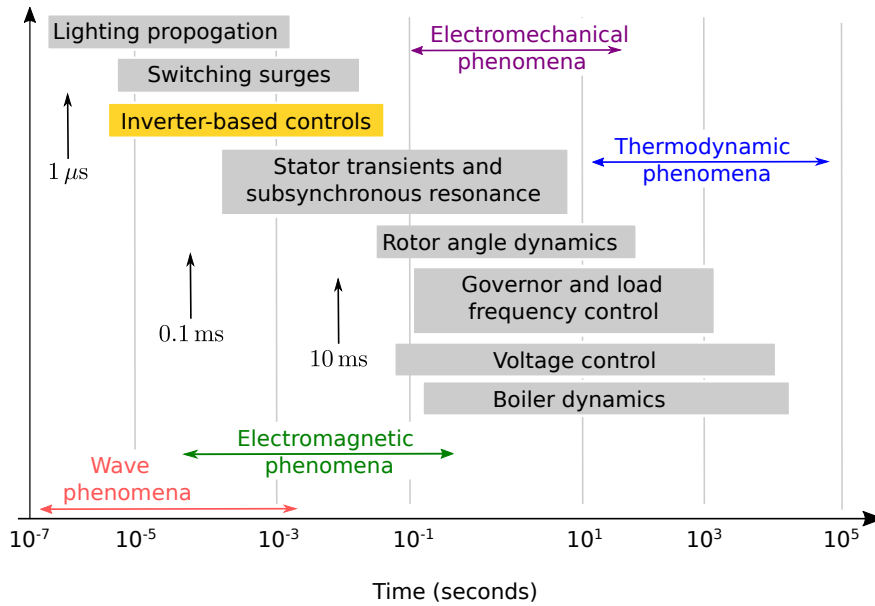 Lighting propogation
Electromechanical
phenomena
Switching surges
Inverter-based controls
Thermodynamic
phenomena
1 μs
Stator transients and
subsynchronous resonance
Rotor angle dynamics
Governor and load
frequency control
0.1 ms
10 ms
Voltage control
Boiler dynamics
Electromagnetic
phenomena
Wave
phenomena
10⁻⁷ 10⁻⁵ 10⁻³ 10⁻¹ 10¹ 10³ 10⁵
Time (seconds)